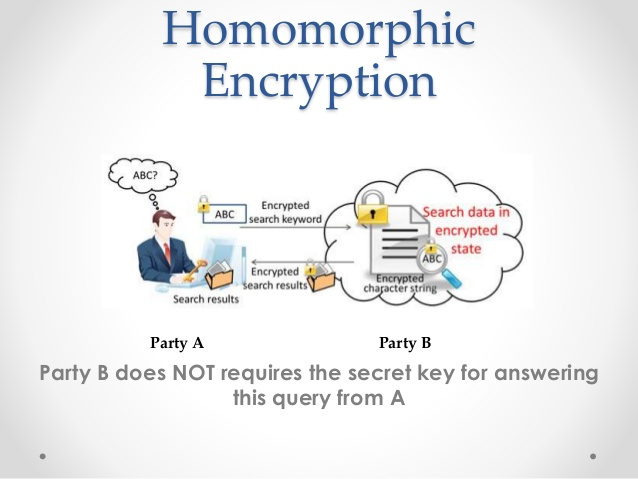 Homomorphic
Encryption
ABC?
ABC
Encrypted
search keyword
Search data in
encrypted
state
ABC
Encrypted
character string
Encrypted
search results
Search results
Party A
Party B
Party B does NOT requires the secret key for answering
this query from A